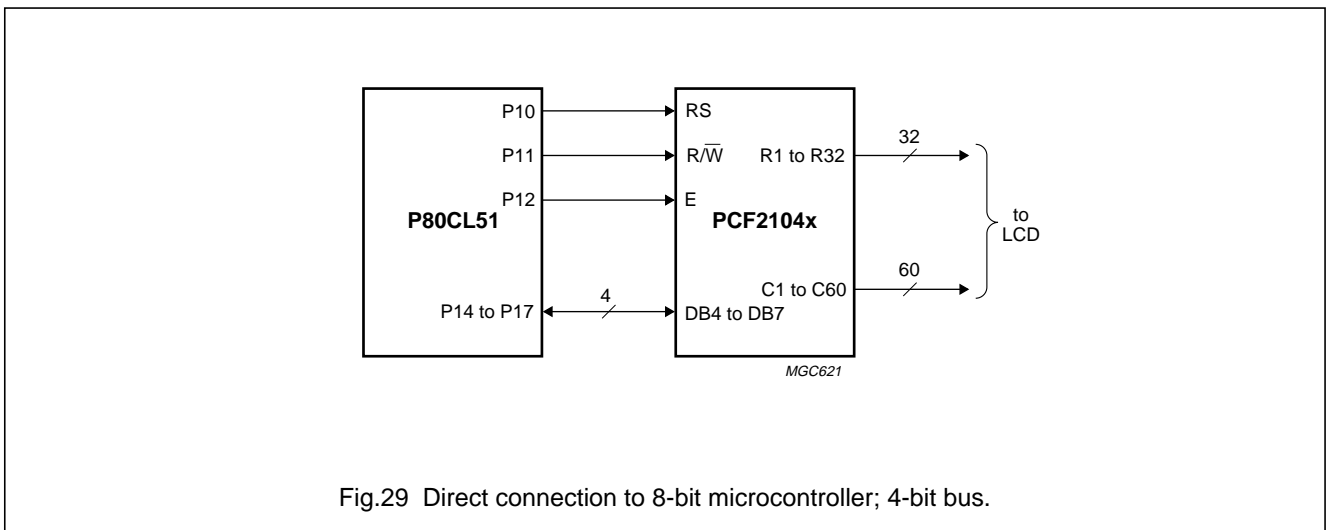 P10
RS
32
P11
R/W̅
R1 to R32
P12
E
P80CL51
PCF2104x
to
LCD
60
C1 to C60
4
P14 to P17
DB4 to DB7
MGC621
Fig.29 Direct connection to 8-bit microcontroller; 4-bit bus.